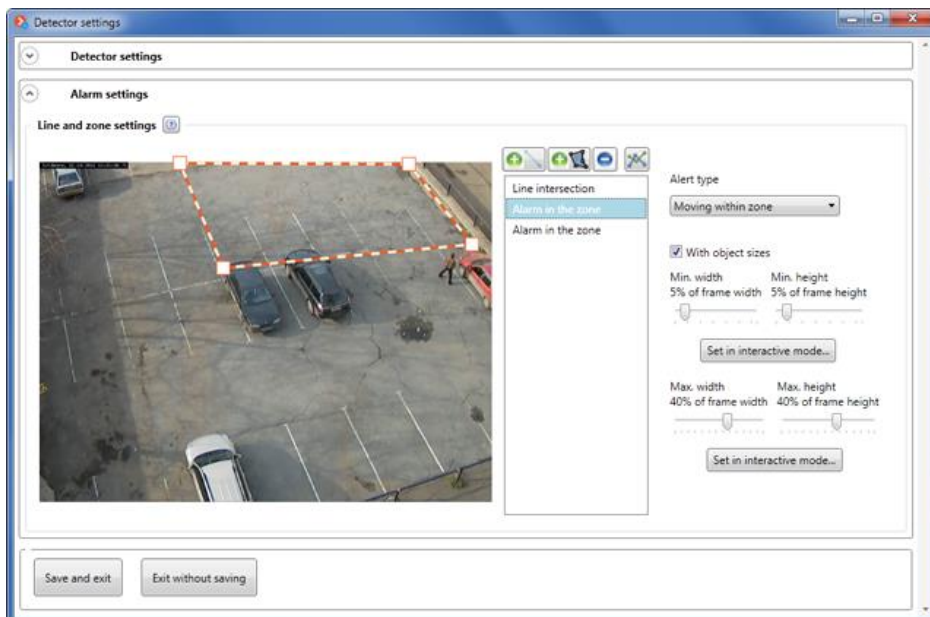 Detector settings
Detector settings
Alarm settings
Line and zone settings
Line intersection
Alarm in the zone
Alarm in the zone
Alert type
Moving within zone
With object sizes
Min. width Min. height
5% of frame width 5% of frame height
Set in interactive mode...
Max. width Max. height
40% of frame width 40% of frame height
Set in interactive mode...
Save and exit Exit without saving